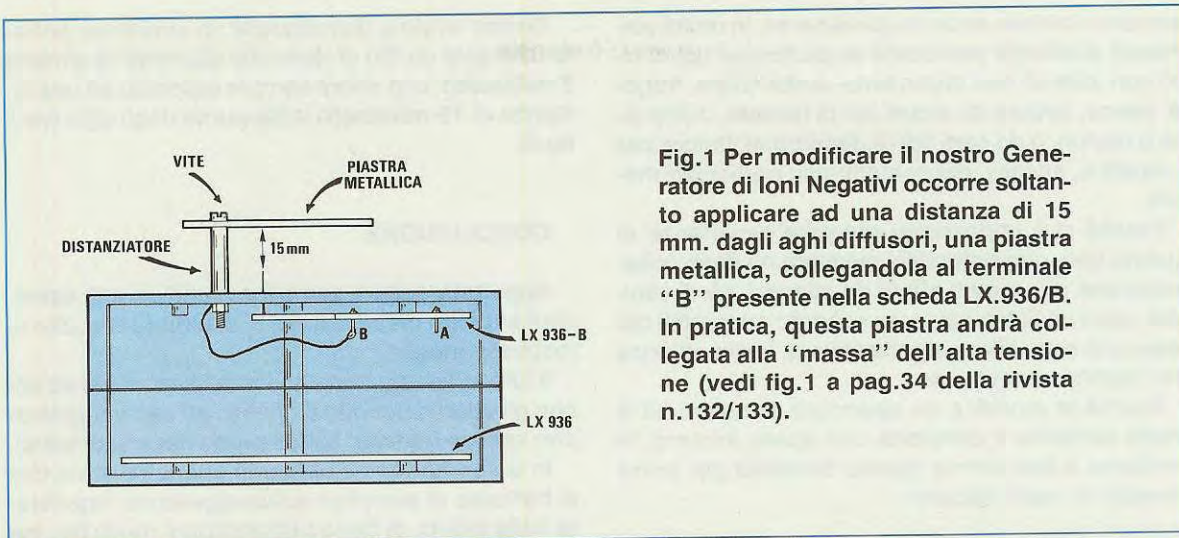 VITE
PIASTRA
METALLICA
DISTANZIATORE
15 mm
B
A
LX 936-B
LX 936
Fig.1 Per modificare il nostro Gene-
ratore di Ioni Negativi occorre soltan-
to applicare ad una distanza di 15
mm. dagli aghi diffusori, una piastra
metallica, collegandola al terminale
“B” presente nella scheda LX.936/B.
In pratica, questa piastra andrà col-
legata alla “massa” dell’alta tensio-
ne (vedi fig.1 a pag.34 della rivista
n.132/133).